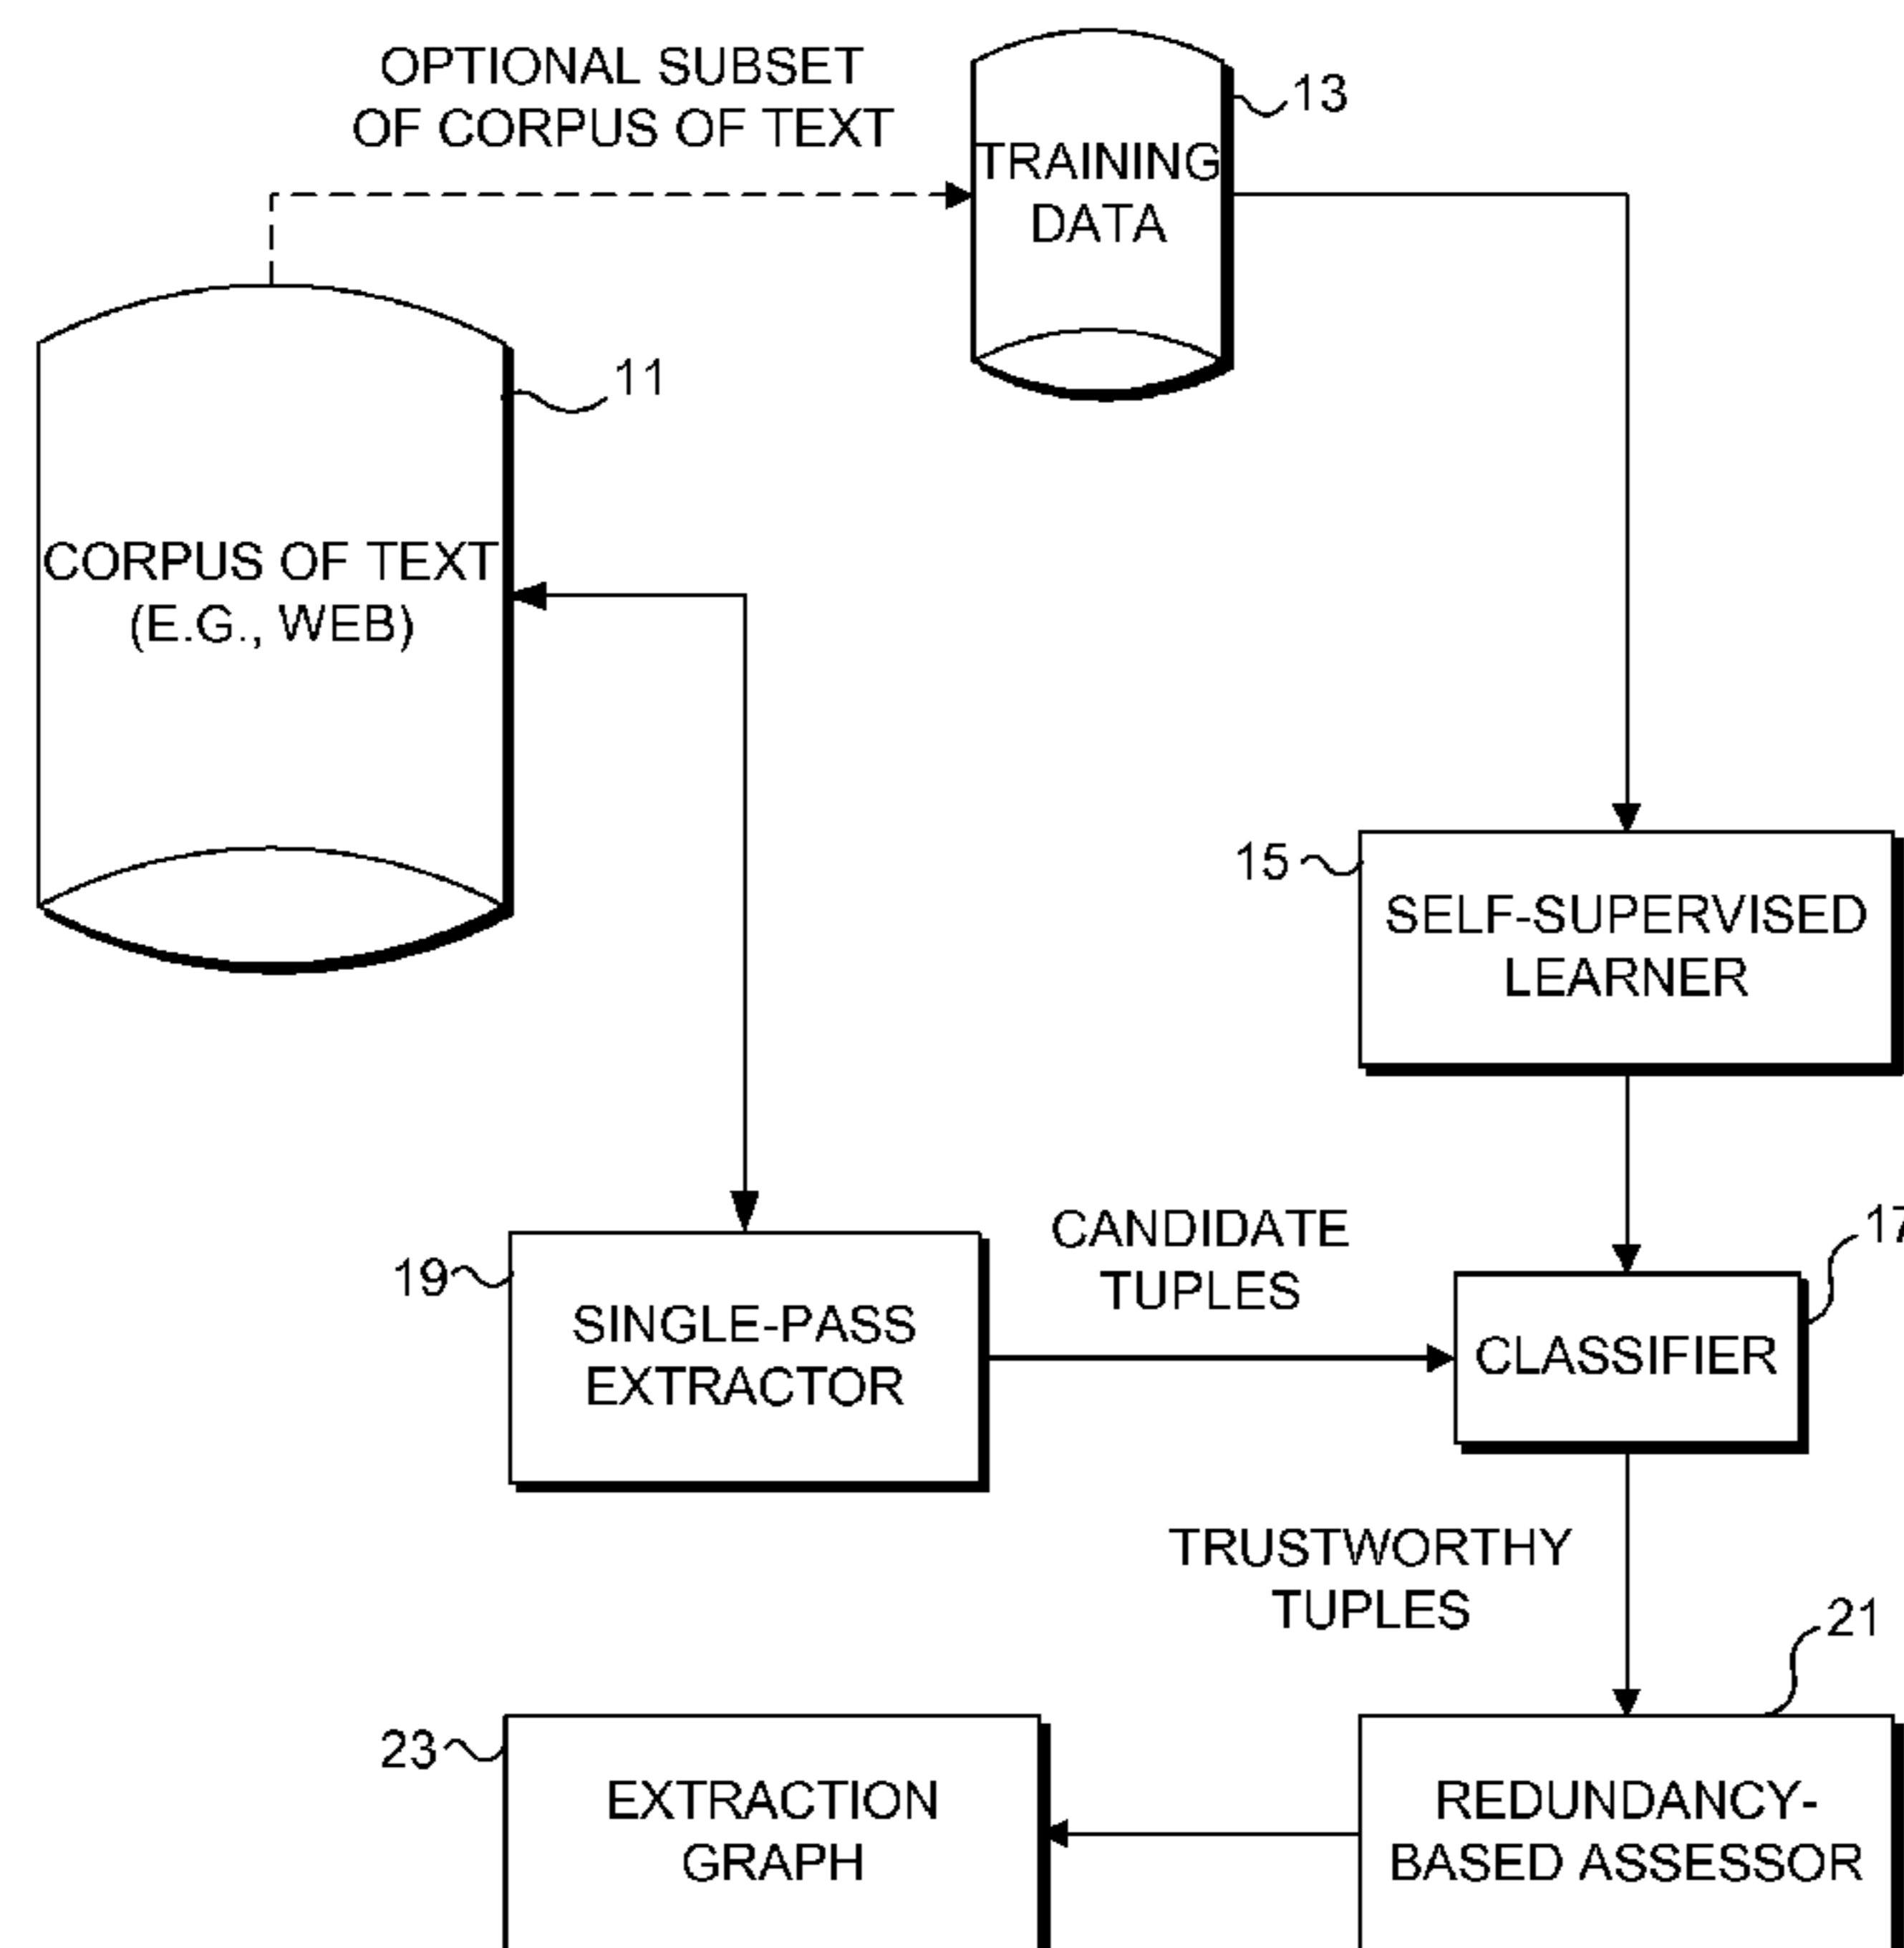 OPTIONAL SUBSET
OF CORPUS OF TEXT
13
TRAINING
DATA
11
CORPUS OF TEXT
(E.G., WEB)
15
SELF-SUPERVISED
LEARNER
CANDIDATE
TUPLES
17
19
SINGLE-PASS
EXTRACTOR
CLASSIFIER
TRUSTWORTHY
TUPLES
21
23
EXTRACTION
GRAPH
REDUNDANCY-
BASED ASSESSOR